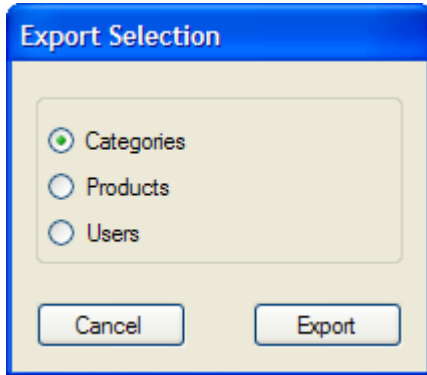 Export Selection
Categories
Products
Users
Cancel Export